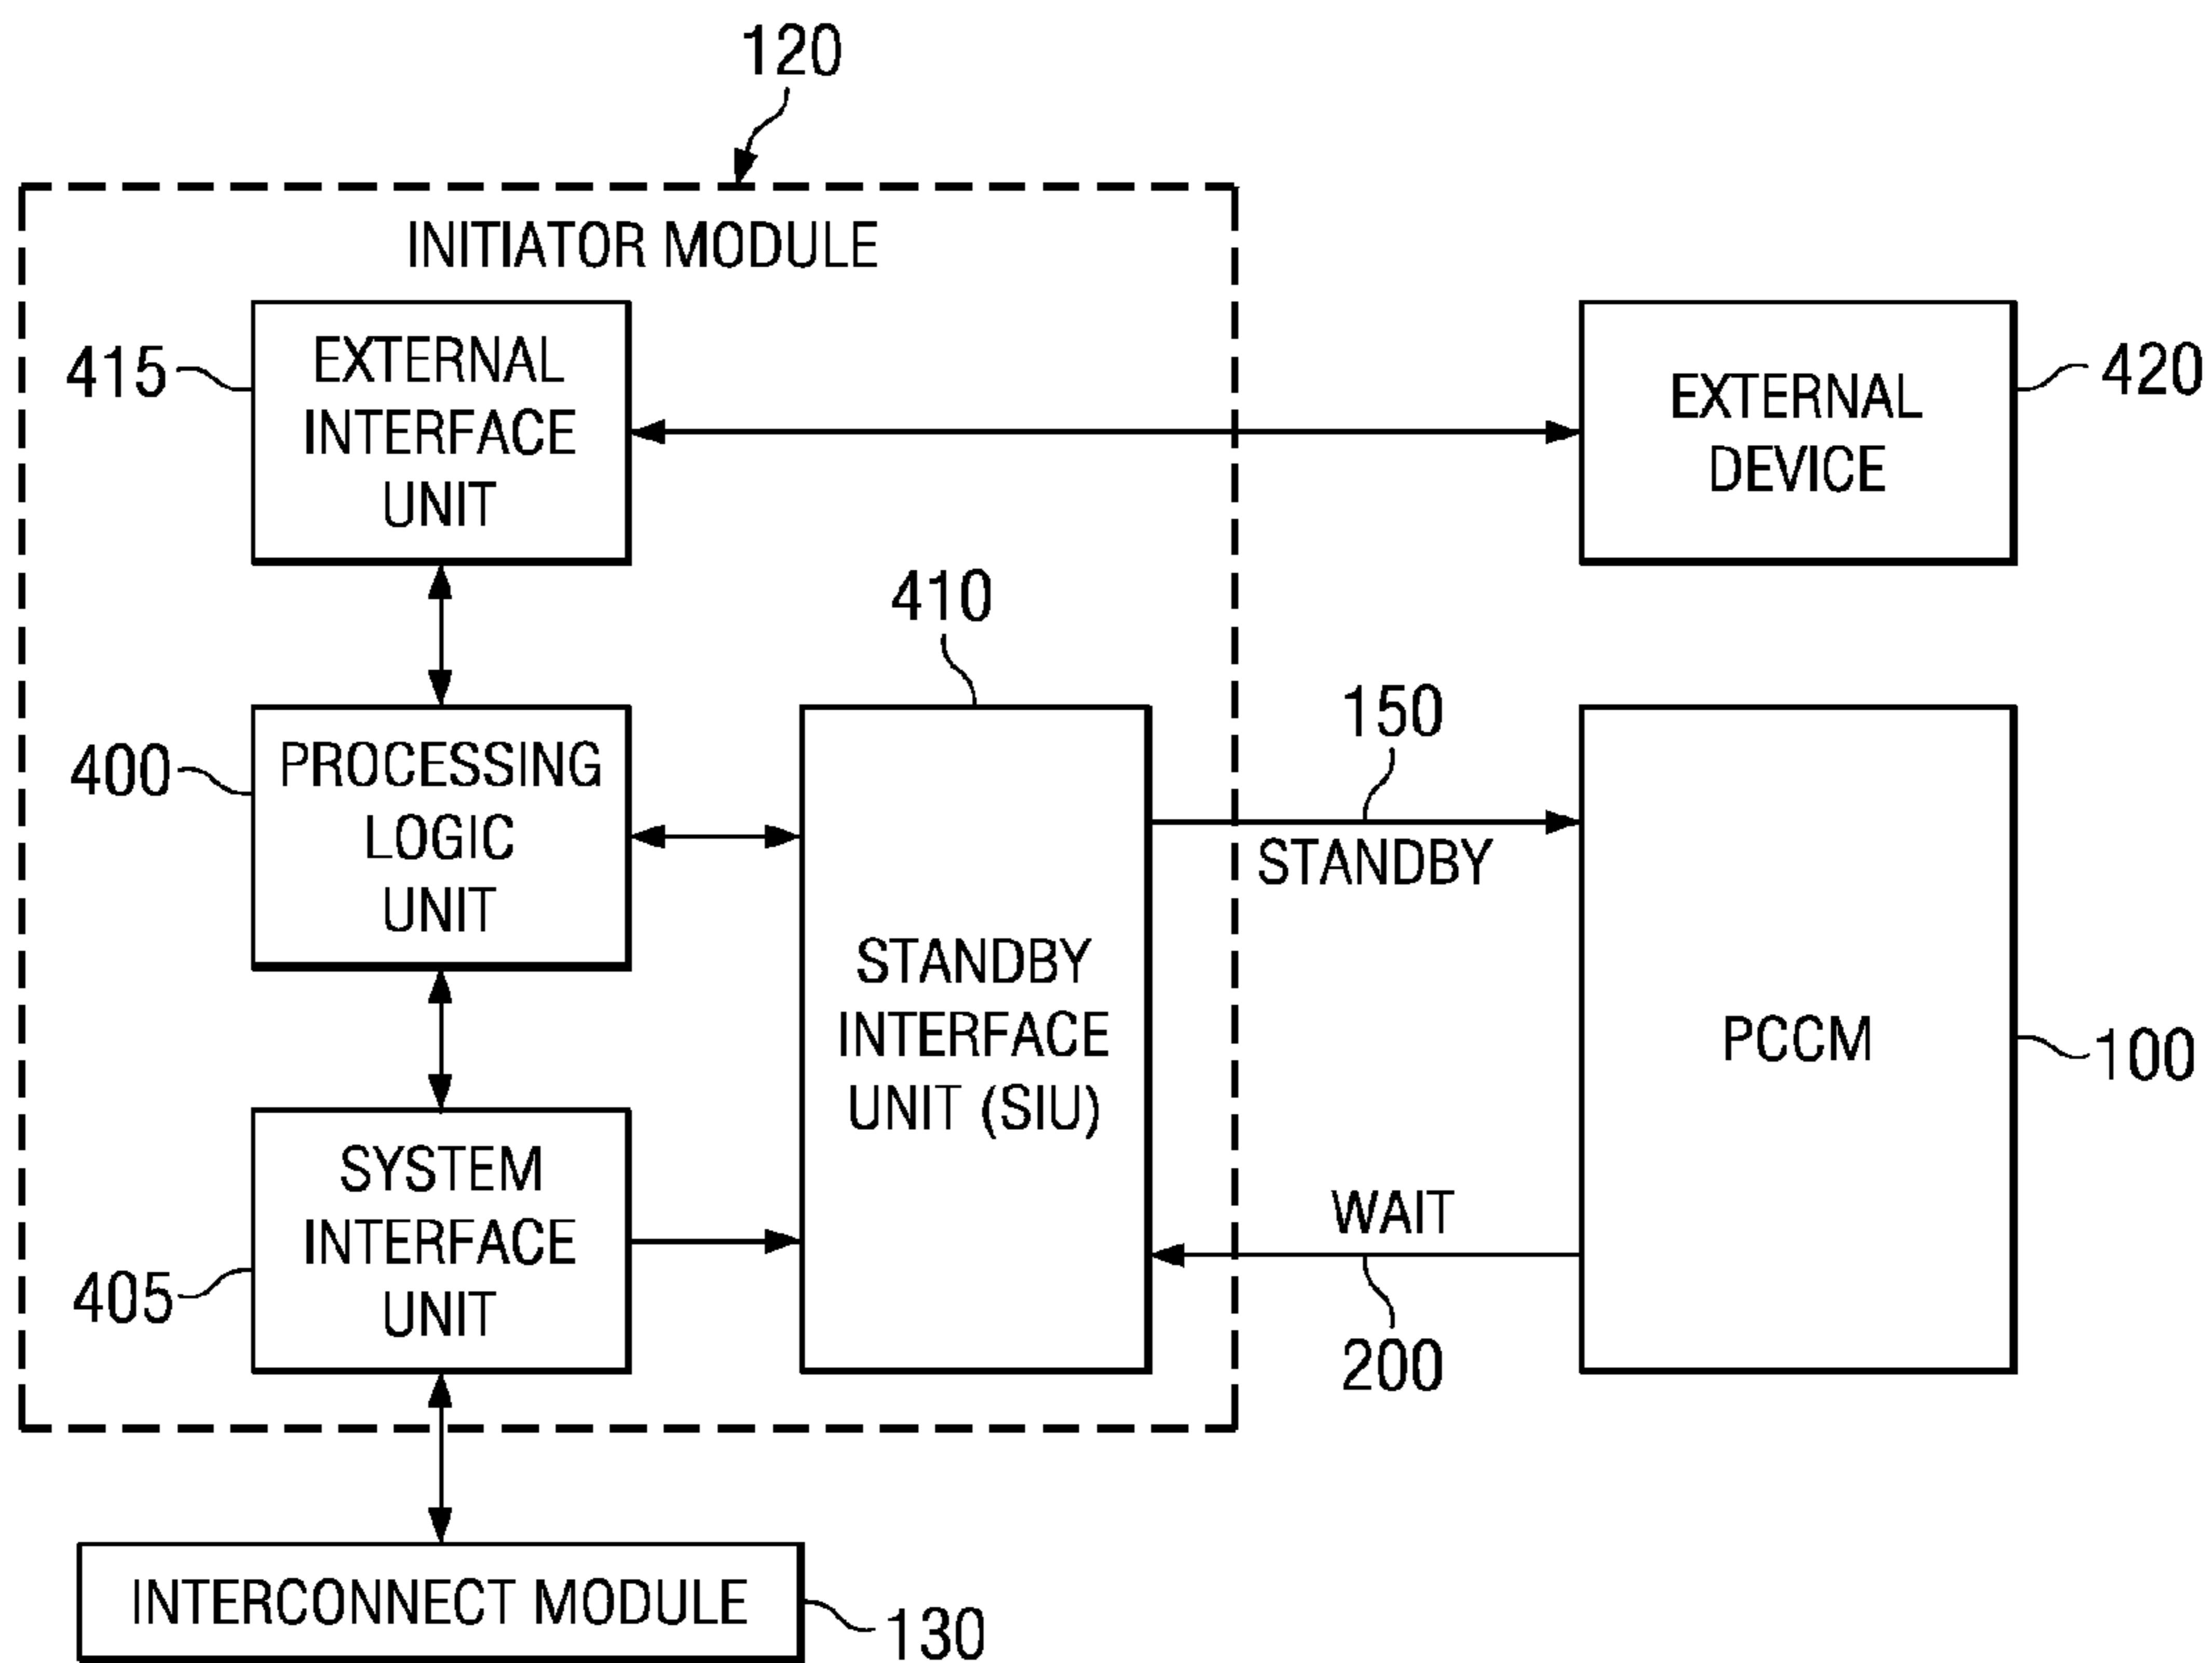 120
INITIATOR MODULE
415
EXTERNAL
INTERFACE
UNIT
EXTERNAL
DEVICE
420
410
400
PROCESSING
LOGIC
UNIT
150
STANDBY
STANDBY
INTERFACE
UNIT (SIU)
PCCM
100
SYSTEM
INTERFACE
UNIT
405
WAIT
200
INTERCONNECT MODULE
130